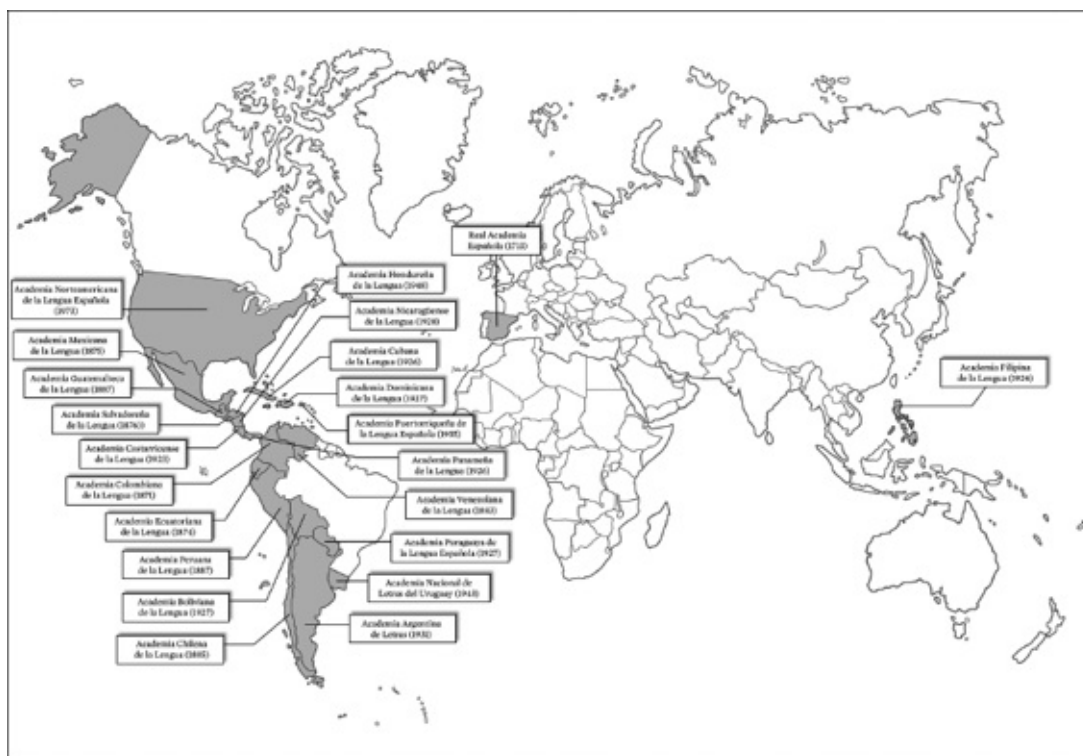 Real Academia
Española (1713)
Academia Norteamericana
de la Lengua Española
(1973)
Academia Mexicana
de la Lengua (1875)
Academia Guatemalteca
de la Lengua (1887)
Academia Salvadoreña
de la Lengua (1876)
Academia Costarricense
de la Lengua (1923)
Academia Colombiana
de la Lengua (1871)
Academia Ecuatoriana
de la Lengua (1874)
Academia Peruana
de la Lengua (1887)
Academia Boliviana
de la Lengua (1927)
Academia Chilena
de la Lengua (1885)
Academia Hondureña
de la Lengua
Academia Nicaragüense
de la Lengua (1928)
Academia Cubana
de la Lengua (1926)
Academia Dominicana
de la Lengua (1927)
Academia Puertorriqueña de
la Lengua Española (1955)
Academia Panameña
de la Lengua (1926)
Academia Venezolana
de la Lengua (1883)
Academia Paraguaya de
la Lengua Española (1927)
Academia Nacional de
Letras del Uruguay (1943)
Academia Argentina
de Letras (1931)
Academia Filipina
de la Lengua (1924)